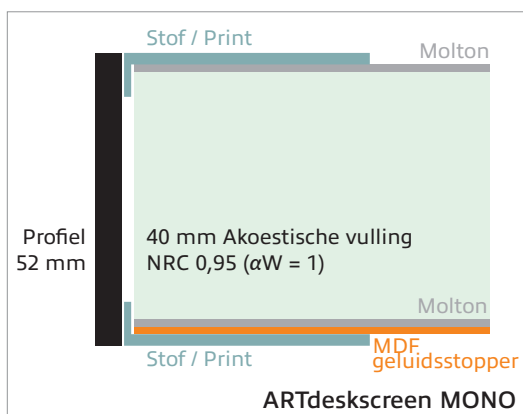 Stof / Print
Molton
Profiel
52 mm
40 mm Akoestische vulling
NRC 0,95 (αW = 1)
Molton
MDF
geluidsstopper
Stof / Print
ARTdeskscreen MONO